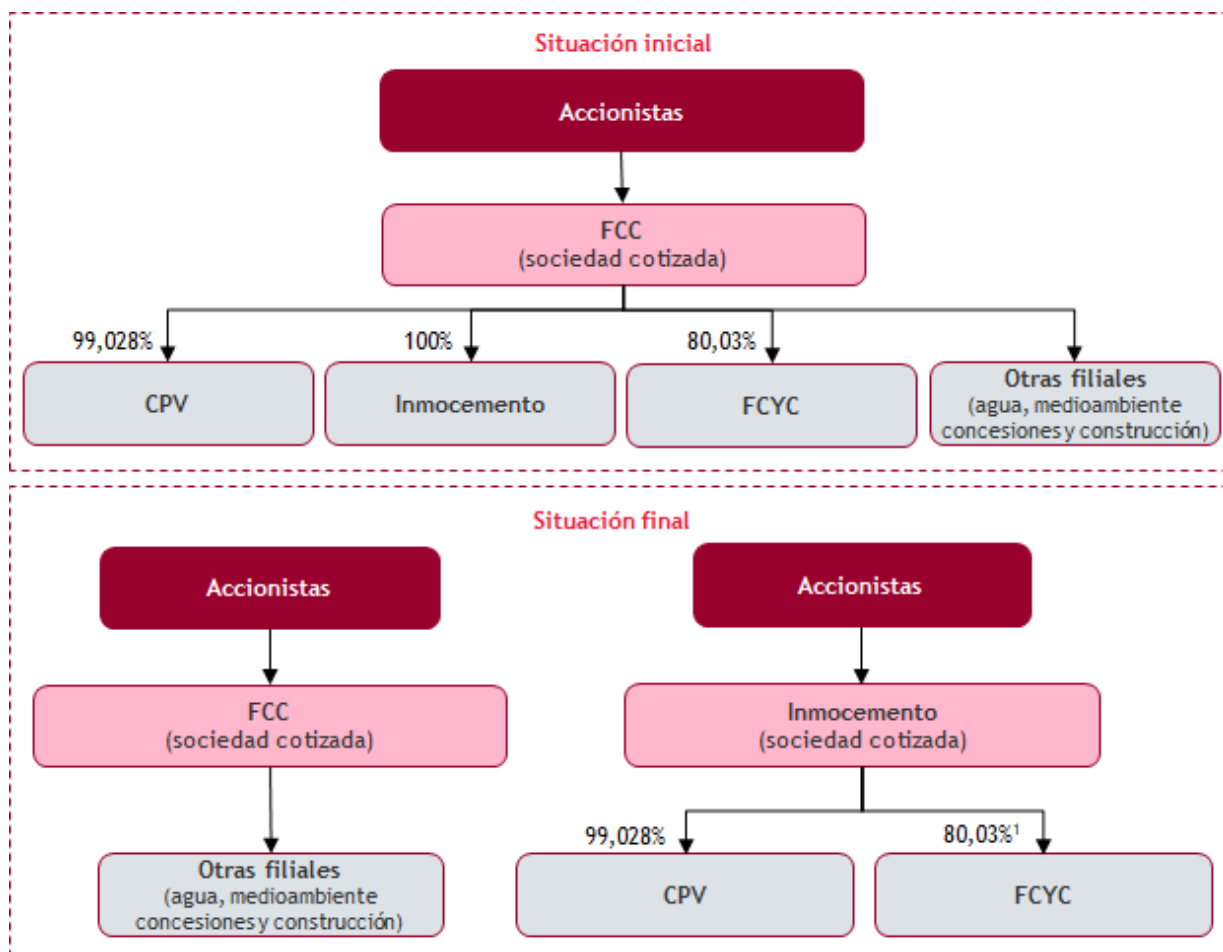 Situación inicial
Accionistas
FCC
(sociedad cotizada)
99,028%
100%
80,03%
CPV
Inmocemento
FCYC
Otras filiales
(agua, medioambiente
concesiones y construcción)
Situación final
Accionistas
Accionistas
FCC
(sociedad cotizada)
Inmocemento
(sociedad cotizada)
99,028%
80,03%¹
Otras filiales
(agua, medioambiente
concesiones y construcción)
CPV
FCYC